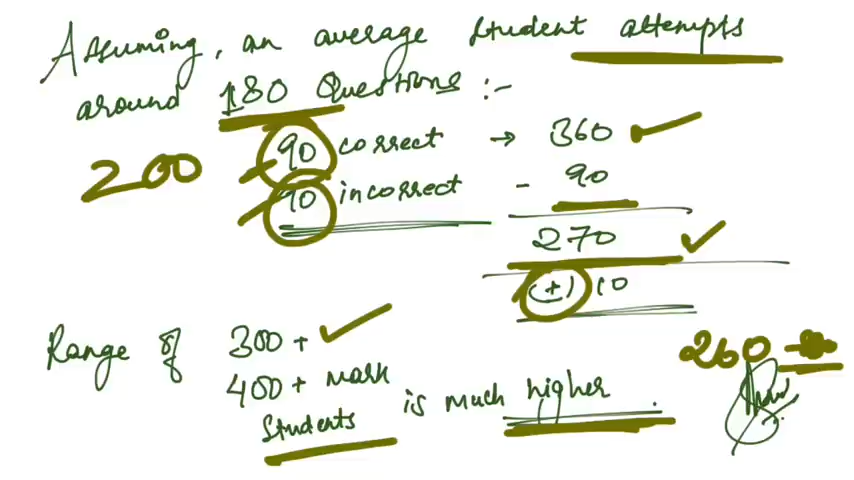 Assuming, an average student attempts
around 180 Questions :-
200 90 correct → 360
90 incorrect - 90
270
(±) 10
Range of 300 +
260
400 + mark
students is much higher.